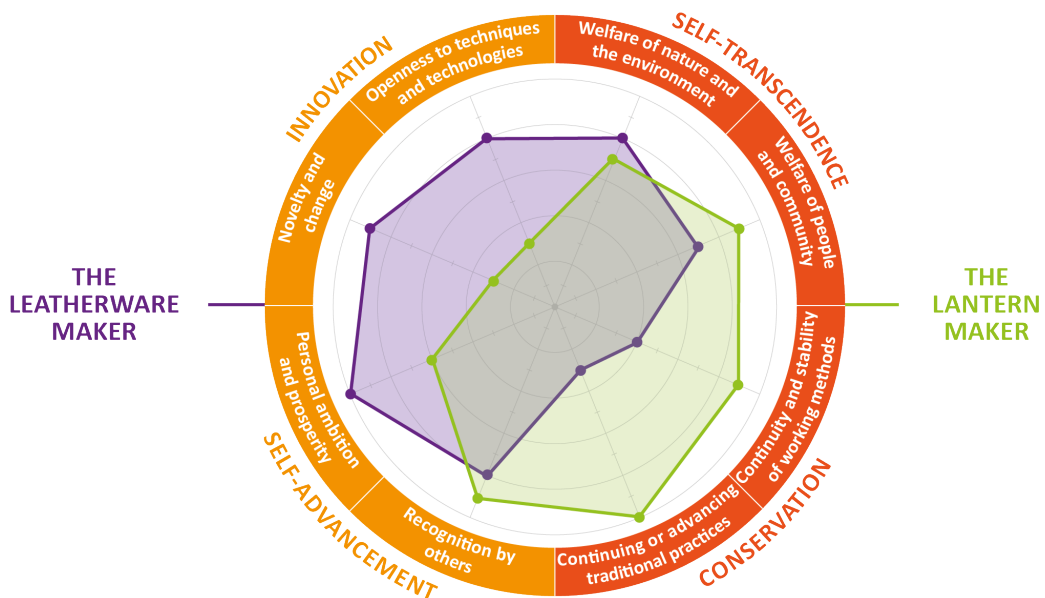 INNOVATION
SELF-TRANSCENDENCE
Openness to techniques
and technologies
Welfare of nature and
the environment
Novelty and
change
Welfare of people
and community
THE
LEATHERWARE
MAKER
THE
LANTERN
MAKER
Personal ambition
and prosperity
Continuity and stability
of working methods
Recognition by
others
Continuing or advancing
traditional practices
SELF-ADVANCEMENT
CONSERVATION